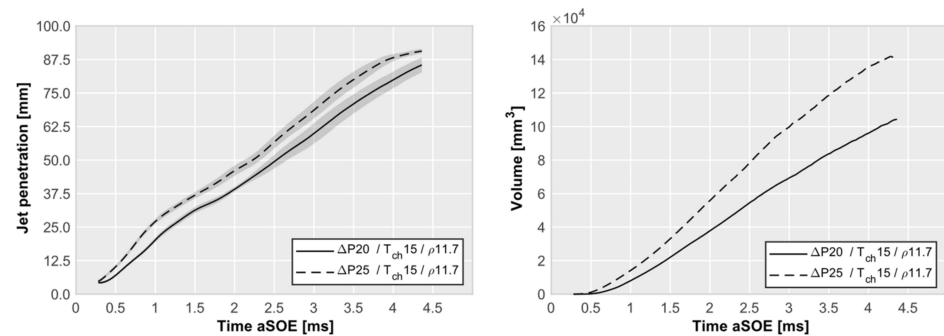 100.0
87.5
75.0
62.5
50.0
37.5
25.0
12.5
0.0
Jet penetration [mm]
0 0.5 1 1.5 2 2.5 3 3.5 4 4.5
Time aSOE [ms]
ΔP20 / Tch15 / ρ11.7
ΔP25 / Tch15 / ρ11.7
×10⁴
16
14
12
10
8
6
4
2
0
Volume [mm³]
0 0.5 1 1.5 2 2.5 3 3.5 4 4.5
Time aSOE [ms]
ΔP20 / Tch15 / ρ11.7
ΔP25 / Tch15 / ρ11.7